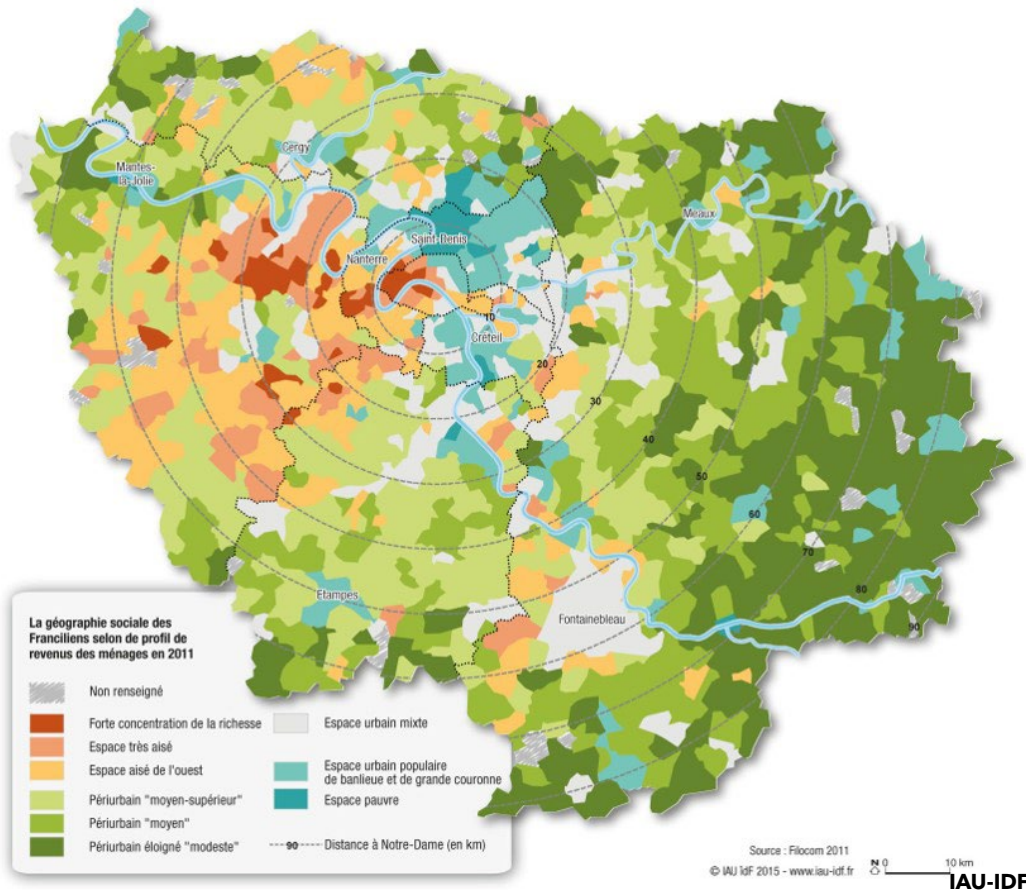 Cergy
Mantes-
la-Jolie
Meaux
Saint-Denis
Nanterre
10
Créteil
20
30
40
50
60
70
80
90
Etampes
Fontainebleau
La géographie sociale des
Franciliens selon de profil de
revenus des ménages en 2011
Non renseigné
Forte concentration de la richesse
Espace très aisé
Espace aisé de l'ouest
Périurbain "moyen-supérieur"
Périurbain "moyen"
Périurbain éloigné "modeste"
Espace urbain mixte
Espace urbain populaire
de banlieue et de grande couronne
Espace pauvre
90 Distance à Notre-Dame (en km)
Source : Filocom 2011
© IAU îdF 2015 - www.iau-idf.fr
N 0 10 km
IAU-IDF